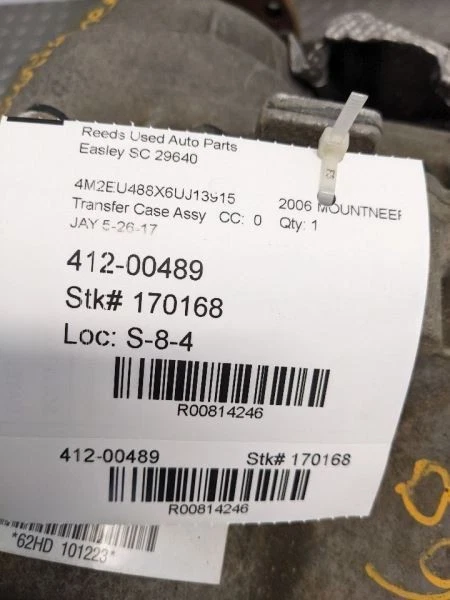 Reeds Used Auto Parts
Easley SC 29640
4M2EU488X6UJ13915 2006 MOUNTNEER
Transfer Case Assy CC: 0 Qty: 1
JAY 5-26-17
412-00489
Stk# 170168
Loc: S-8-4
R00814246
412-00489 Stk# 170168
R00814246
*62HD 101223*